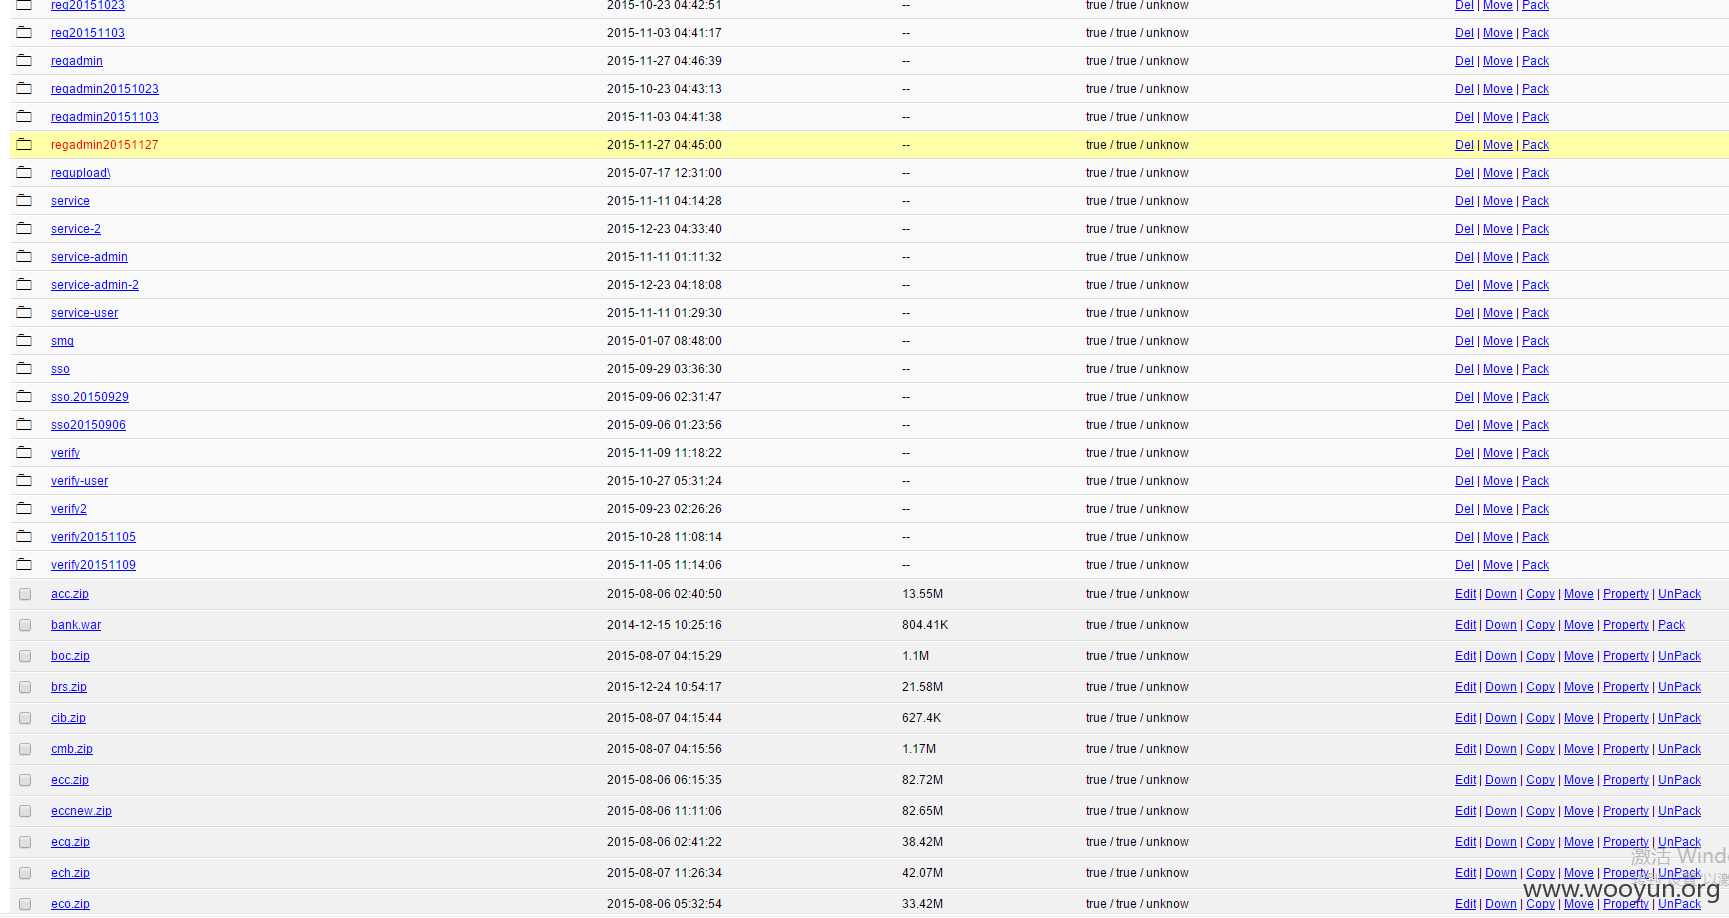 reg20151023 2015-10-23 04:42:51 -- true / true / unknow Del | Move | Pack
reg20151103 2015-11-03 04:41:17 -- true / true / unknow Del | Move | Pack
regadmin 2015-11-27 04:46:39 -- true / true / unknow Del | Move | Pack
regadmin20151023 2015-10-23 04:43:13 -- true / true / unknow Del | Move | Pack
regadmin20151103 2015-11-03 04:41:38 -- true / true / unknow Del | Move | Pack
regadmin20151127 2015-11-27 04:45:00 -- true / true / unknow Del | Move | Pack
regupload\ 2015-07-17 12:31:00 -- true / true / unknow Del | Move | Pack
service 2015-11-11 04:14:28 -- true / true / unknow Del | Move | Pack
service-2 2015-12-23 04:33:40 -- true / true / unknow Del | Move | Pack
service-admin 2015-11-11 01:11:32 -- true / true / unknow Del | Move | Pack
service-admin-2 2015-12-23 04:18:08 -- true / true / unknow Del | Move | Pack
service-user 2015-11-11 01:29:30 -- true / true / unknow Del | Move | Pack
smg 2015-01-07 08:48:00 -- true / true / unknow Del | Move | Pack
sso 2015-09-29 03:36:30 -- true / true / unknow Del | Move | Pack
sso.20150929 2015-09-06 02:31:47 -- true / true / unknow Del | Move | Pack
sso20150906 2015-09-06 01:23:56 -- true / true / unknow Del | Move | Pack
verify 2015-11-09 11:18:22 -- true / true / unknow Del | Move | Pack
verify-user 2015-10-27 05:31:24 -- true / true / unknow Del | Move | Pack
verify2 2015-09-23 02:26:26 -- true / true / unknow Del | Move | Pack
verify20151105 2015-10-28 11:08:14 -- true / true / unknow Del | Move | Pack
verify20151109 2015-11-05 11:14:06 -- true / true / unknow Del | Move | Pack
acc.zip 2015-08-06 02:40:50 13.55M true / true / unknow Edit | Down | Copy | Move | Property | UnPack
bank.war 2014-12-15 10:25:16 804.41K true / true / unknow Edit | Down | Copy | Move | Property | Pack
boc.zip 2015-08-07 04:15:29 1.1M true / true / unknow Edit | Down | Copy | Move | Property | UnPack
brs.zip 2015-12-24 10:54:17 21.58M true / true / unknow Edit | Down | Copy | Move | Property | UnPack
cib.zip 2015-08-07 04:15:44 627.4K true / true / unknow Edit | Down | Copy | Move | Property | UnPack
cmb.zip 2015-08-07 04:15:56 1.17M true / true / unknow Edit | Down | Copy | Move | Property | UnPack
ecc.zip 2015-08-06 06:15:35 82.72M true / true / unknow Edit | Down | Copy | Move | Property | UnPack
eccnew.zip 2015-08-06 11:11:06 82.65M true / true / unknow Edit | Down | Copy | Move | Property | UnPack
ecg.zip 2015-08-06 02:41:22 38.42M true / true / unknow Edit | Down | Copy | Move | Property | UnPack
激活 Windo
ech.zip 2015-08-07 11:26:34 42.07M true / true / unknow Edit | Down | Copy | Move | Property | UnPack
www.wooyun.org
eco.zip 2015-08-06 05:32:54 33.42M true / true / unknow Edit | Down | Copy | Move | Property | UnPack